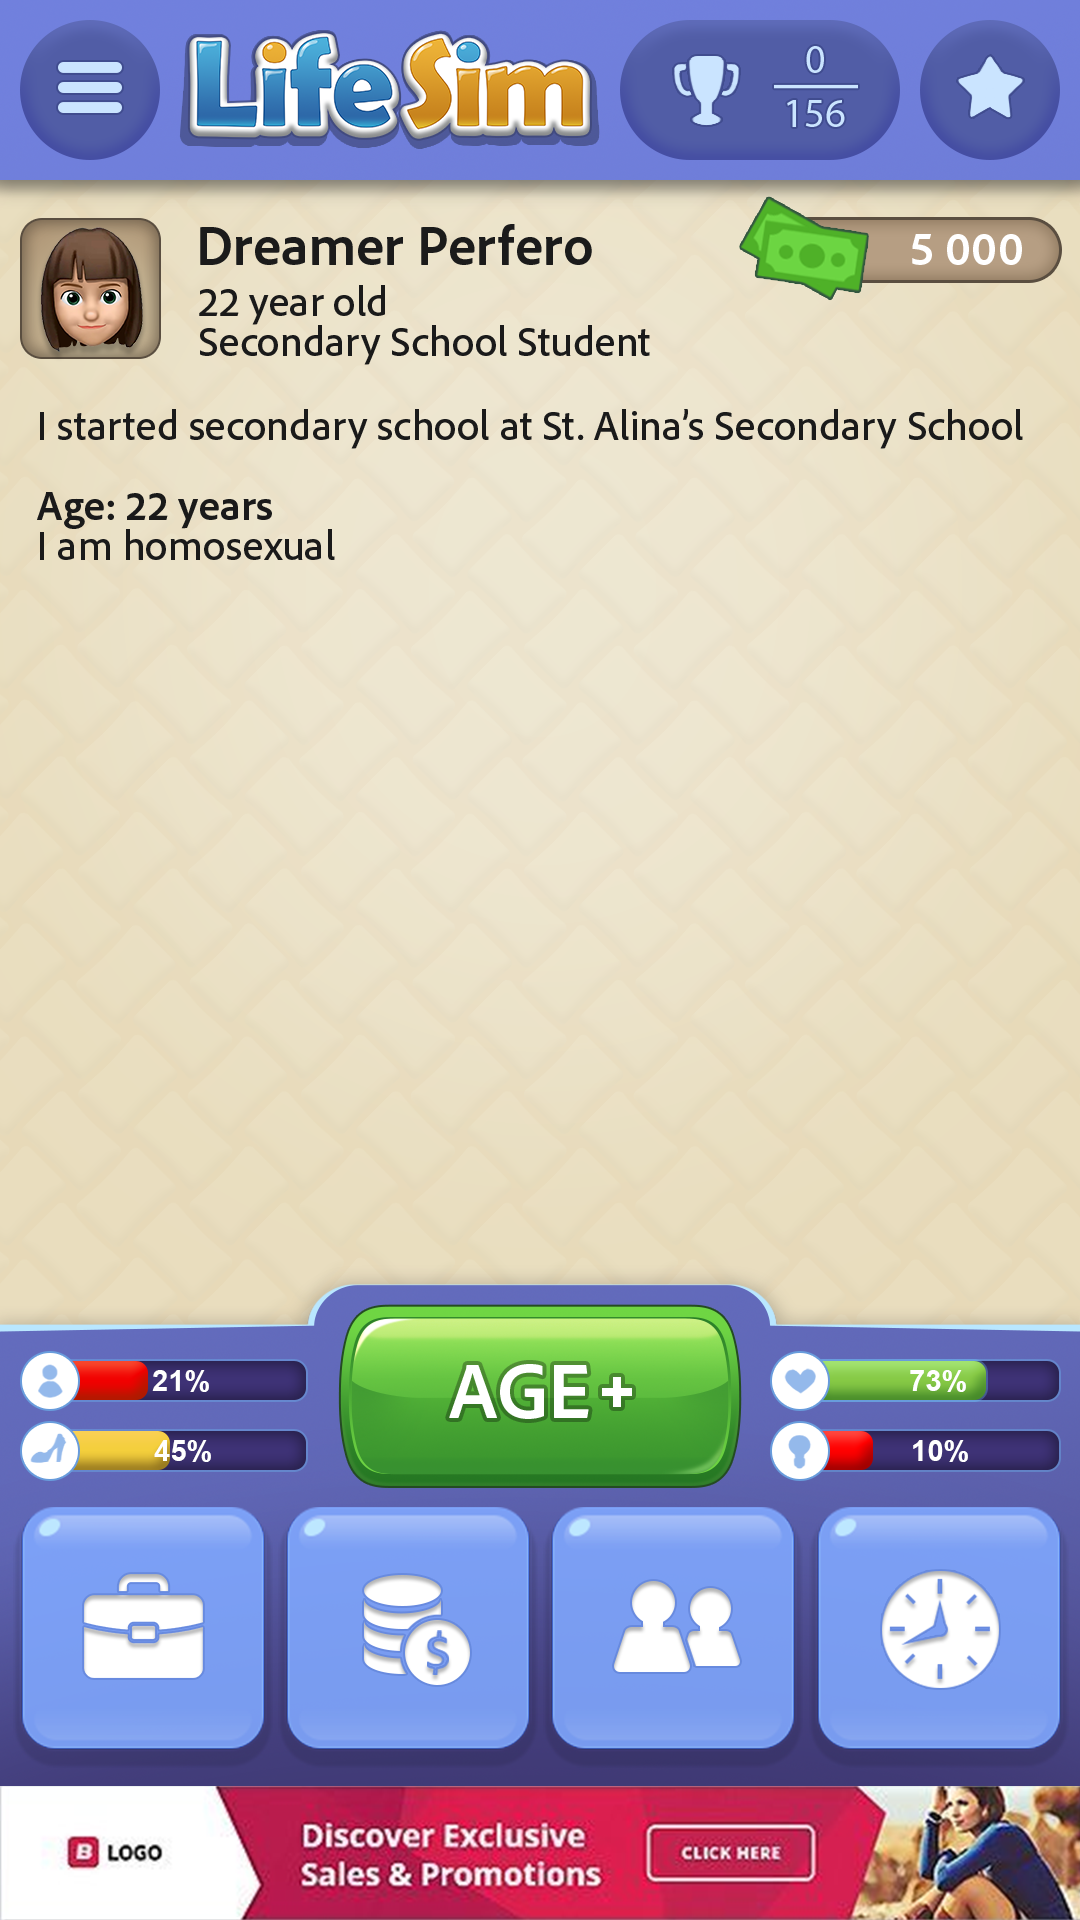 LifeSim
0
156
Dreamer Perfero
5 000
22 year old
Secondary School Student
I started secondary school at St. Alina's Secondary School
Age: 22 years
I am homosexual
21%
AGE+
73%
45%
10%
$
B LOGO
Discover Exclusive
Sales & Promotions
CLICK HERE